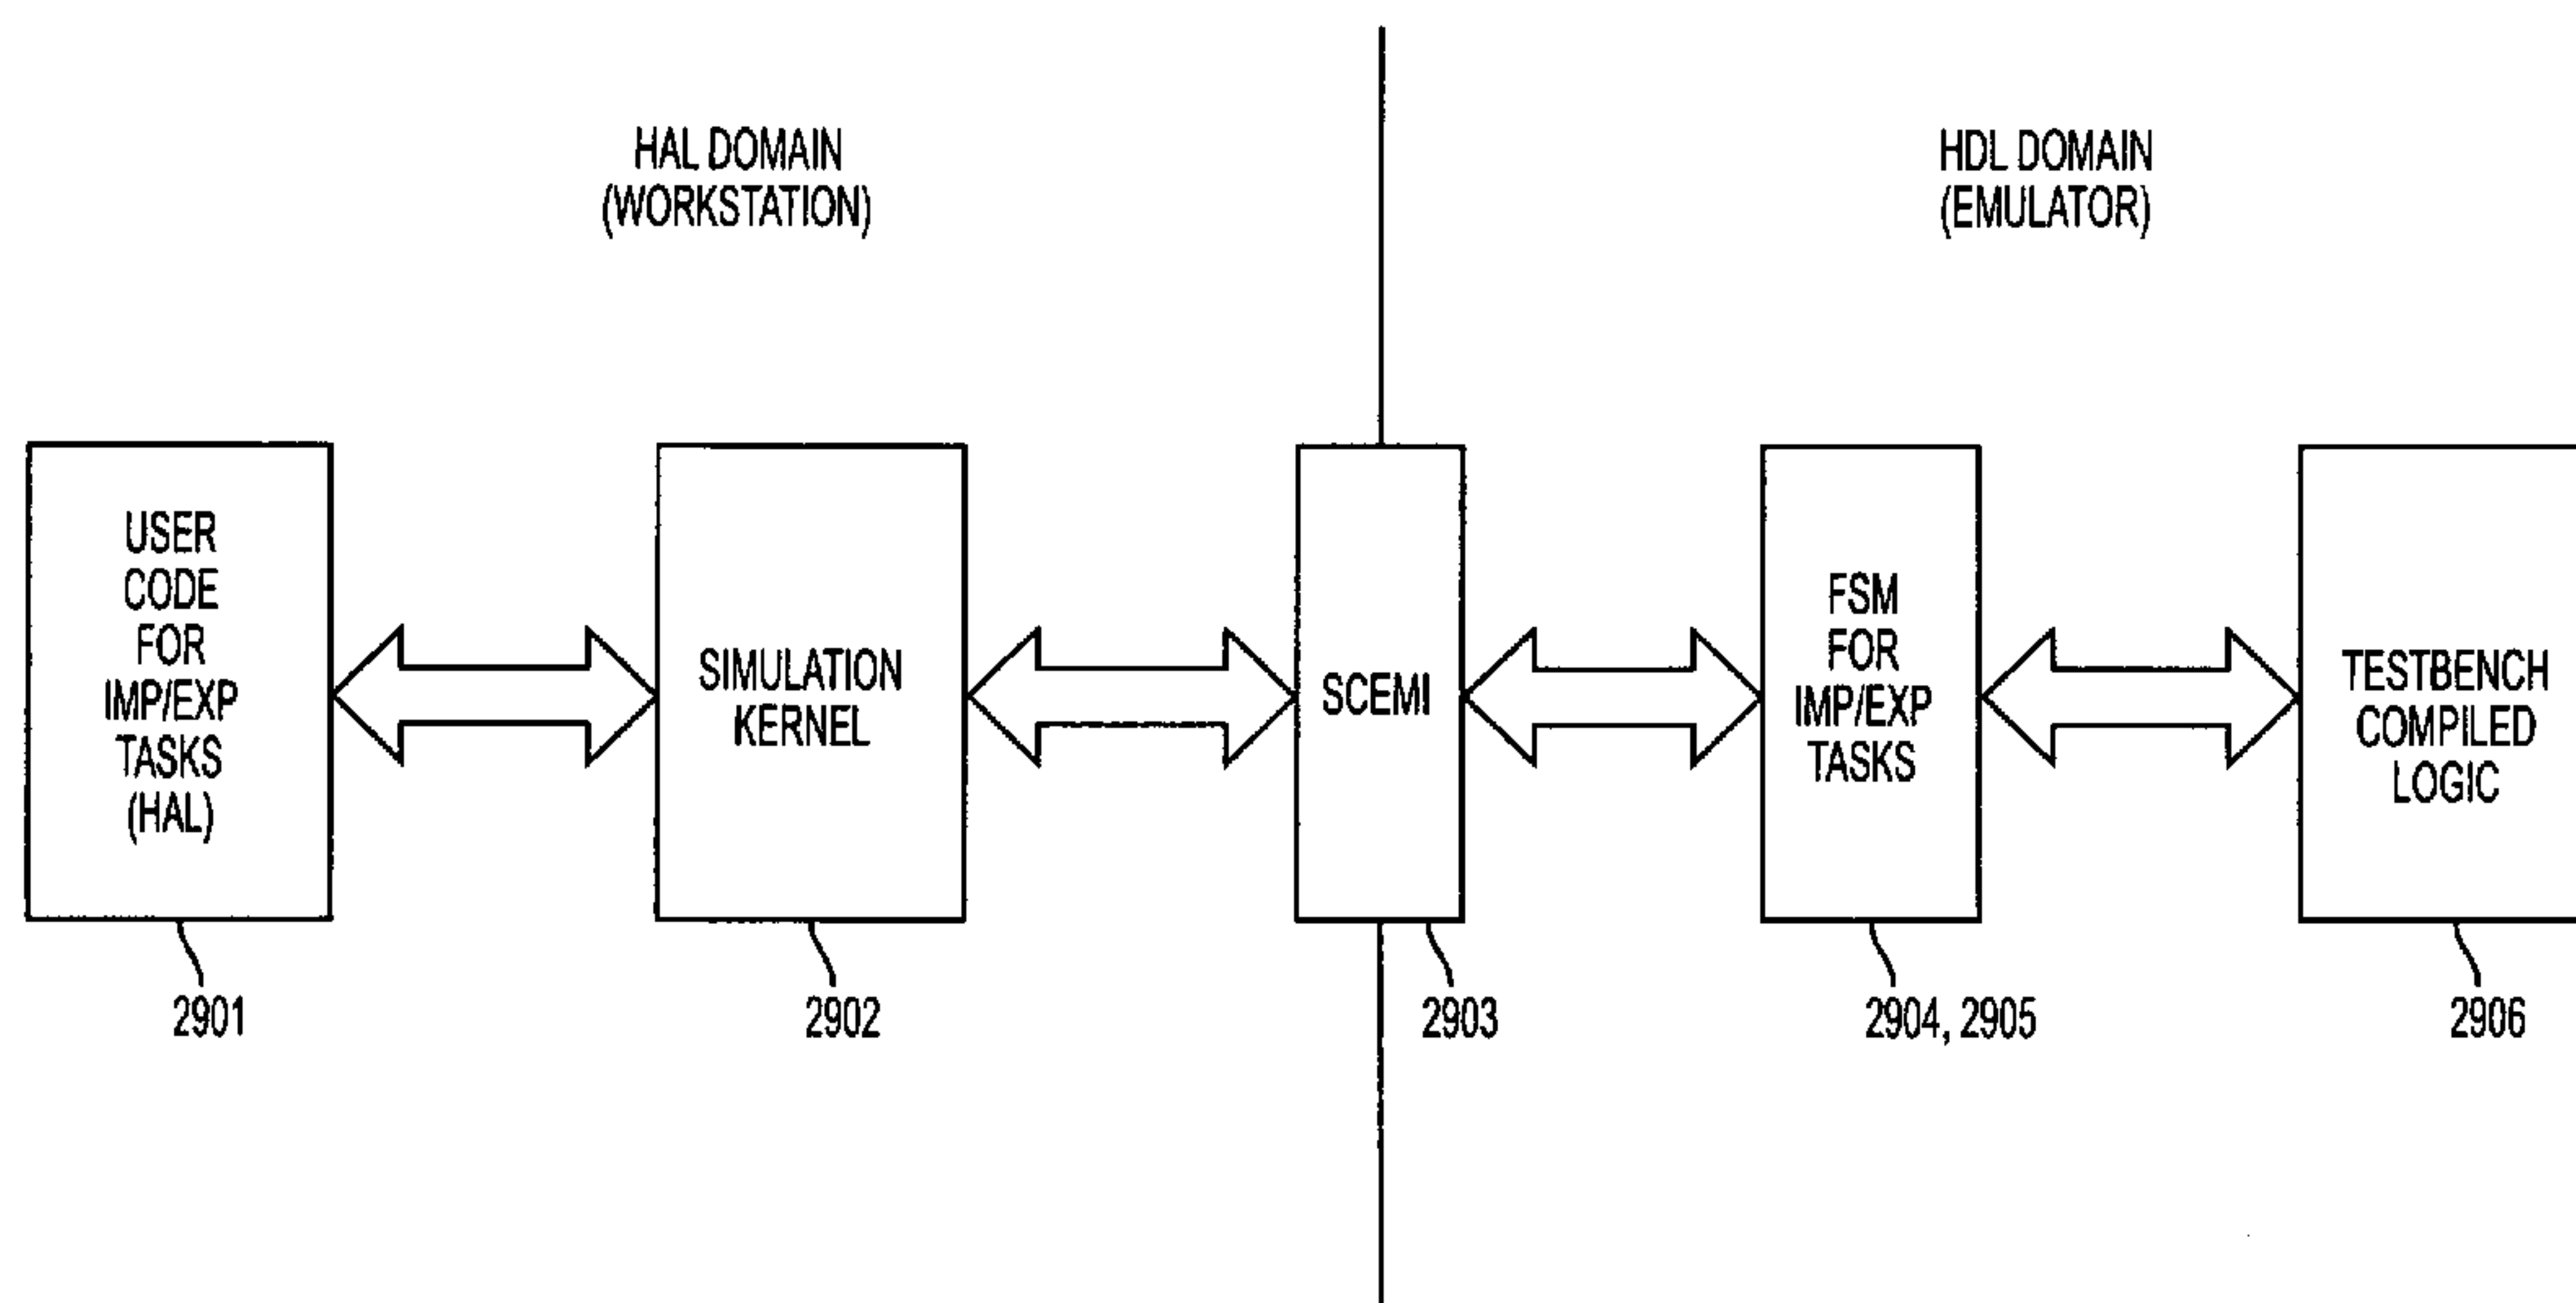 HAL DOMAIN
(WORKSTATION)
HDL DOMAIN
(EMULATOR)
USER
CODE
FOR
IMP/EXP
TASKS
(HAL)
SIMULATION
KERNEL
SCEMI
FSM
FOR
IMP/EXP
TASKS
TESTBENCH
COMPILED
LOGIC
2901
2902
2903
2904, 2905
2906